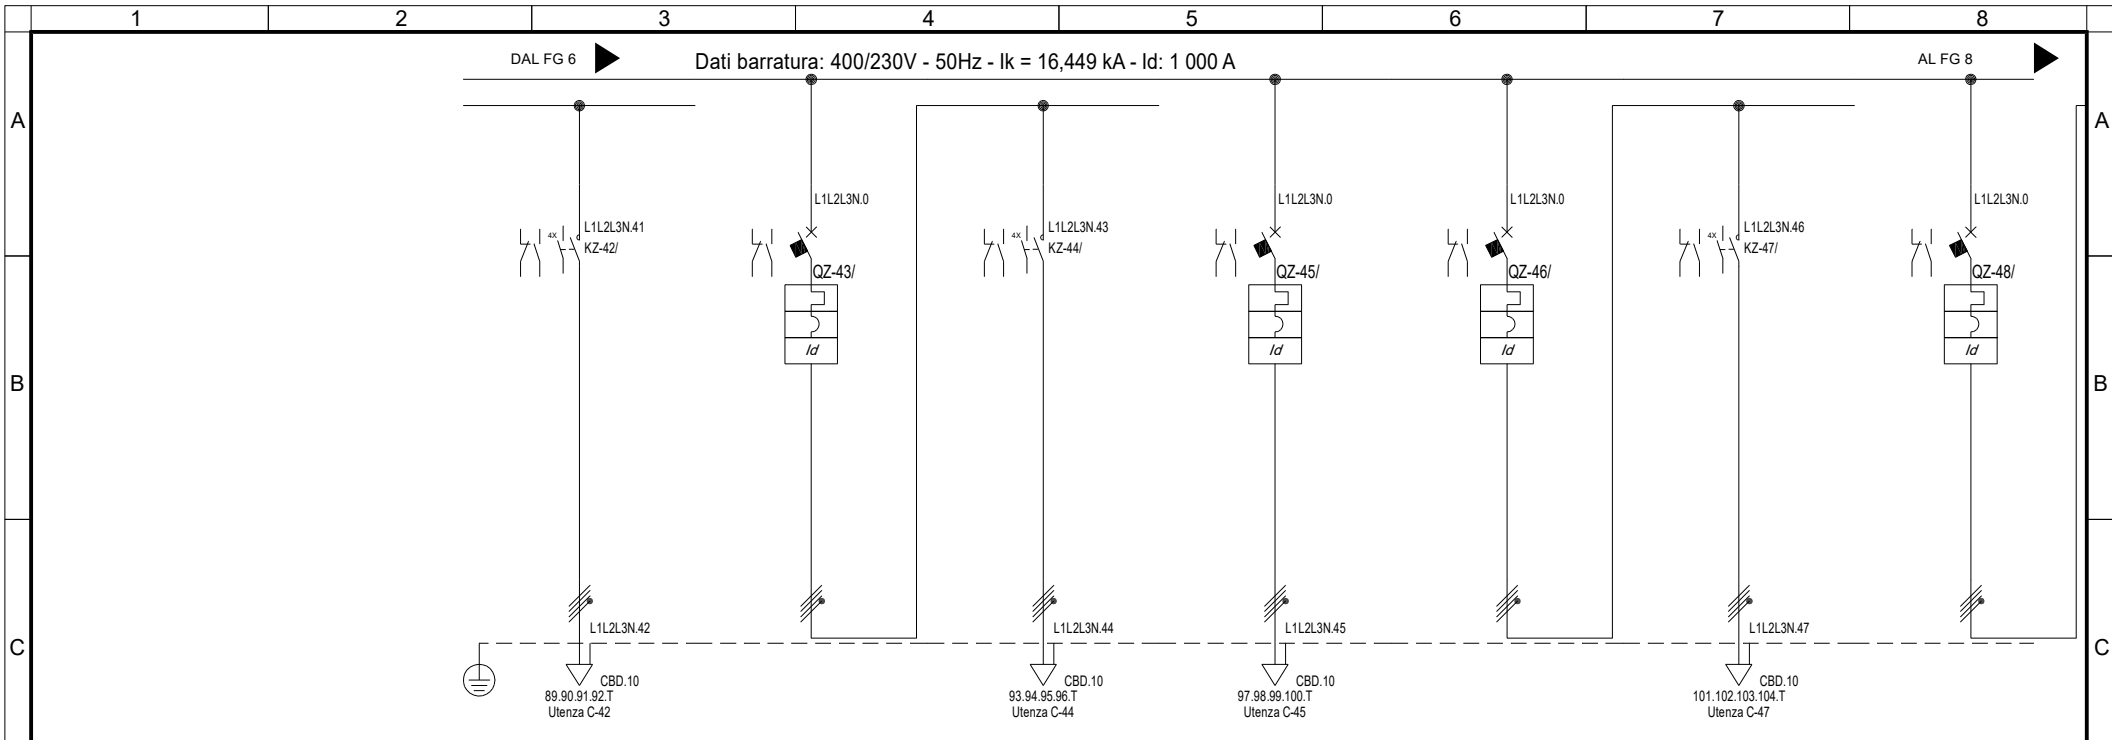 1 2 3 4 5 6 7 8
DAL FG 6 Dati barratura: 400/230V - 50Hz - Ik = 16,449 kA - Id: 1 000 A AL FG 8
A A
L1L2L3N.0 L1L2L3N.0 L1L2L3N.0 L1L2L3N.0
4X L1L2L3N.41 4X L1L2L3N.43 4X L1L2L3N.46
KZ-42/ KZ-44/ KZ-47/
QZ-43/ QZ-45/ QZ-46/ QZ-48/
Id Id Id Id
B B
L1L2L3N.42 L1L2L3N.44 L1L2L3N.45 L1L2L3N.47
C C
CBD.10 CBD.10 CBD.10 CBD.10
89.90.91.92.T 93.94.95.96.T 97.98.99.100.T 101.102.103.104.T
Utenza C-42 Utenza C-44 Utenza C-45 Utenza C-47